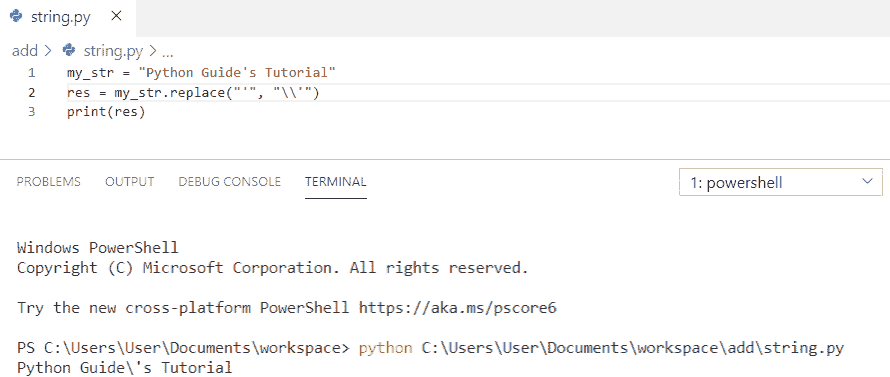 string.py ×
add > string.py > ...
1 my_str = "Python Guide's Tutorial"
2 res = my_str.replace("'", "\\'")
3 print(res)
PROBLEMS OUTPUT DEBUG CONSOLE TERMINAL 1: powershell
Windows PowerShell
Copyright (C) Microsoft Corporation. All rights reserved.
Try the new cross-platform PowerShell https://aka.ms/pscore6
PS C:\Users\User\Documents\workspace> python C:\Users\User\Documents\workspace\add\string.py
Python Guide\'s Tutorial